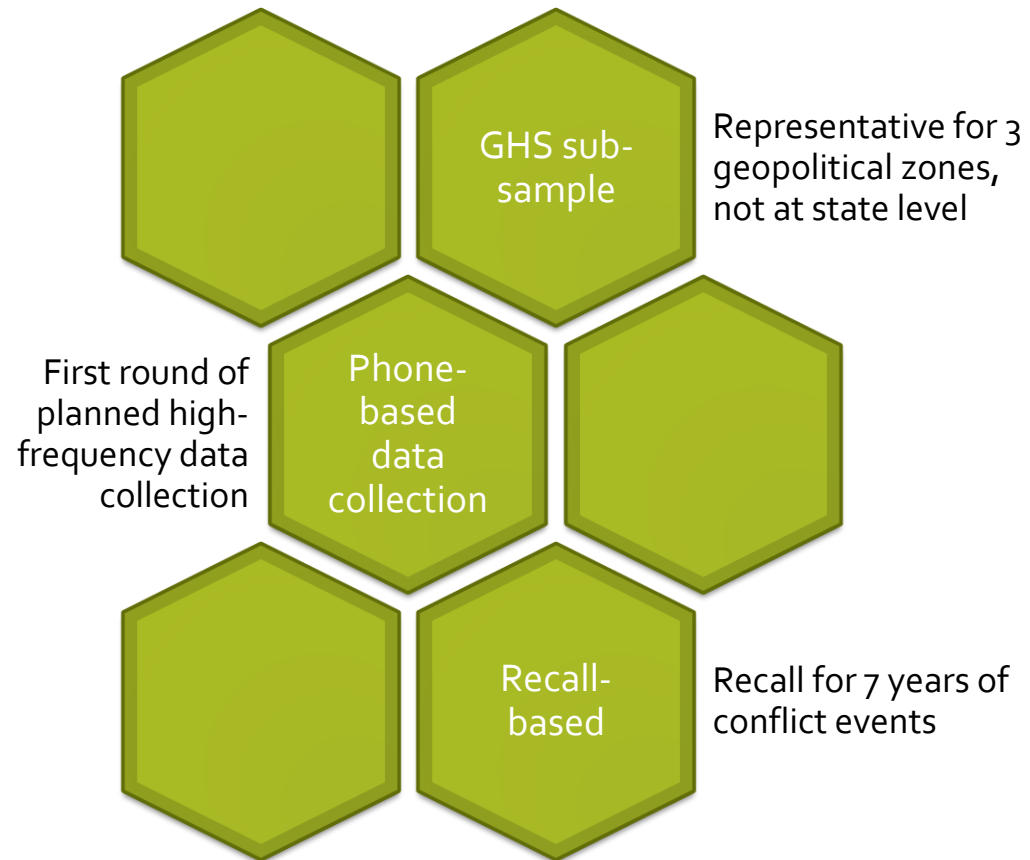 GHS sub-
sample
Representative for 3
geopolitical zones,
not at state level
First round of
planned high-
frequency data
collection
Phone-
based
data
collection
Recall-
based
Recall for 7 years of
conflict events